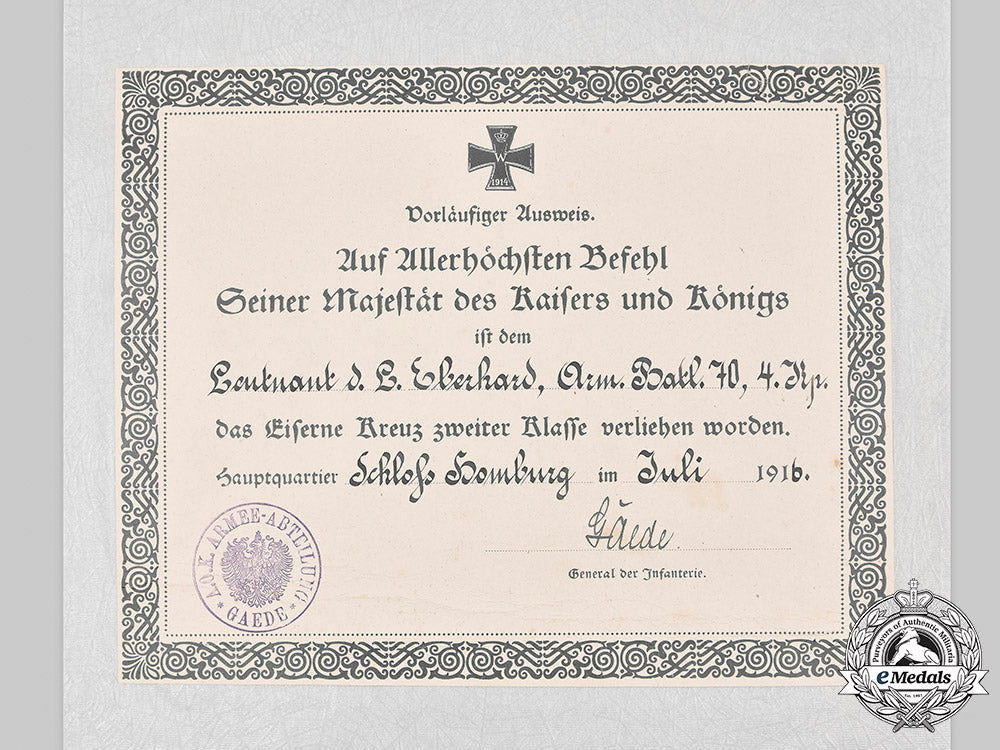 W
1914
Vorläufiger Ausweis.
Auf Allerhöchsten Befehl
Seiner Majestät des Kaisers und Königs
ist dem
Leutnant d. L. Eberhard, Arm. Batl. 70, 4. Kp.
das Eiserne Kreuz zweiter Klasse verliehen worden.
Hauptquartier Schloss Homburg im Juli 1916.
Gaede.
General der Infanterie.
A.O.K. ARMEE-ABTEILUNG
* GAEDE *
Purveyors of Authentic Militaria
eMedals